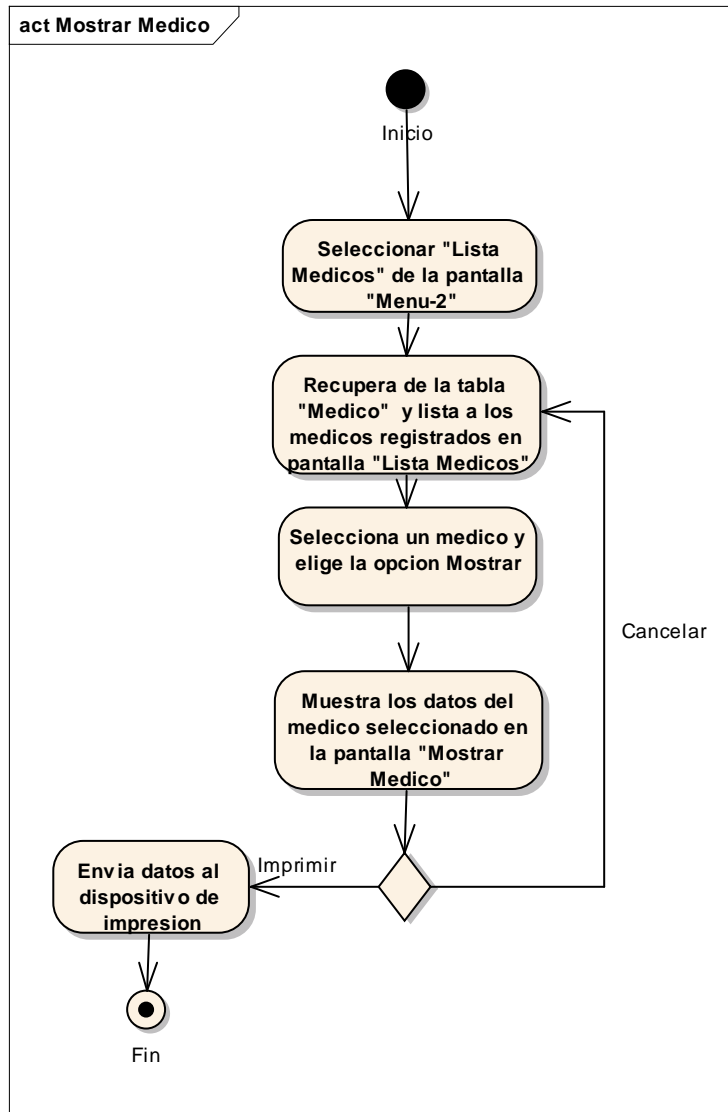 act Mostrar Medico
Inicio
Seleccionar "Lista
Medicos" de la pantalla
"Menu-2"
Recupera de la tabla
"Medico" y lista a los
medicos registrados en
pantalla "Lista Medicos"
Selecciona un medico y
elige la opcion Mostrar
Cancelar
Muestra los datos del
medico seleccionado en
la pantalla "Mostrar
Medico"
Imprimir
Envia datos al
dispositivo de
impresion
Fin